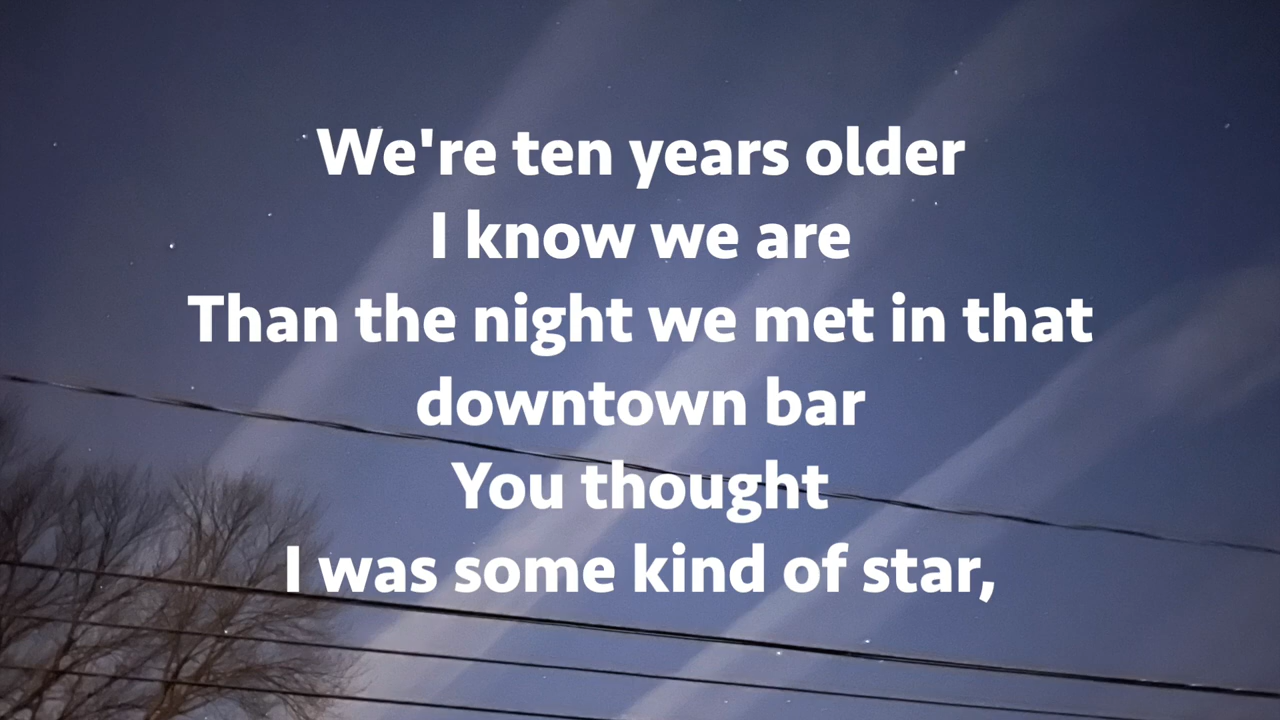 We're ten years older
I know we are
Than the night we met in that
downtown bar
You thought
I was some kind of star,